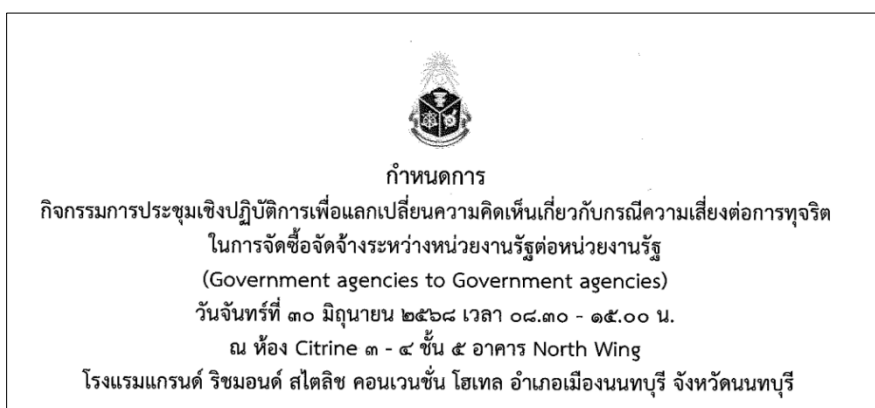 กำหนดการ
กิจกรรมการประชุมเชิงปฏิบัติการเพื่อแลกเปลี่ยนความคิดเห็นเกี่ยวกับกรณีความเสี่ยงต่อการทุจริต
ในการจัดซื้อจัดจ้างระหว่างหน่วยงานรัฐต่อหน่วยงานรัฐ
(Government agencies to Government agencies)
วันจันทร์ที่ ๓๐ มิถุนายน ๒๕๖๘ เวลา ๐๘.๓๐ - ๑๕.๐๐ น.
ณ ห้อง Citrine ๓ - ๔ ชั้น ๕ อาคาร North Wing
โรงแรมแกรนด์ ริชมอนด์ สไตลิช คอนเวนชั่น โฮเทล อำเภอเมืองนนทบุรี จังหวัดนนทบุรี